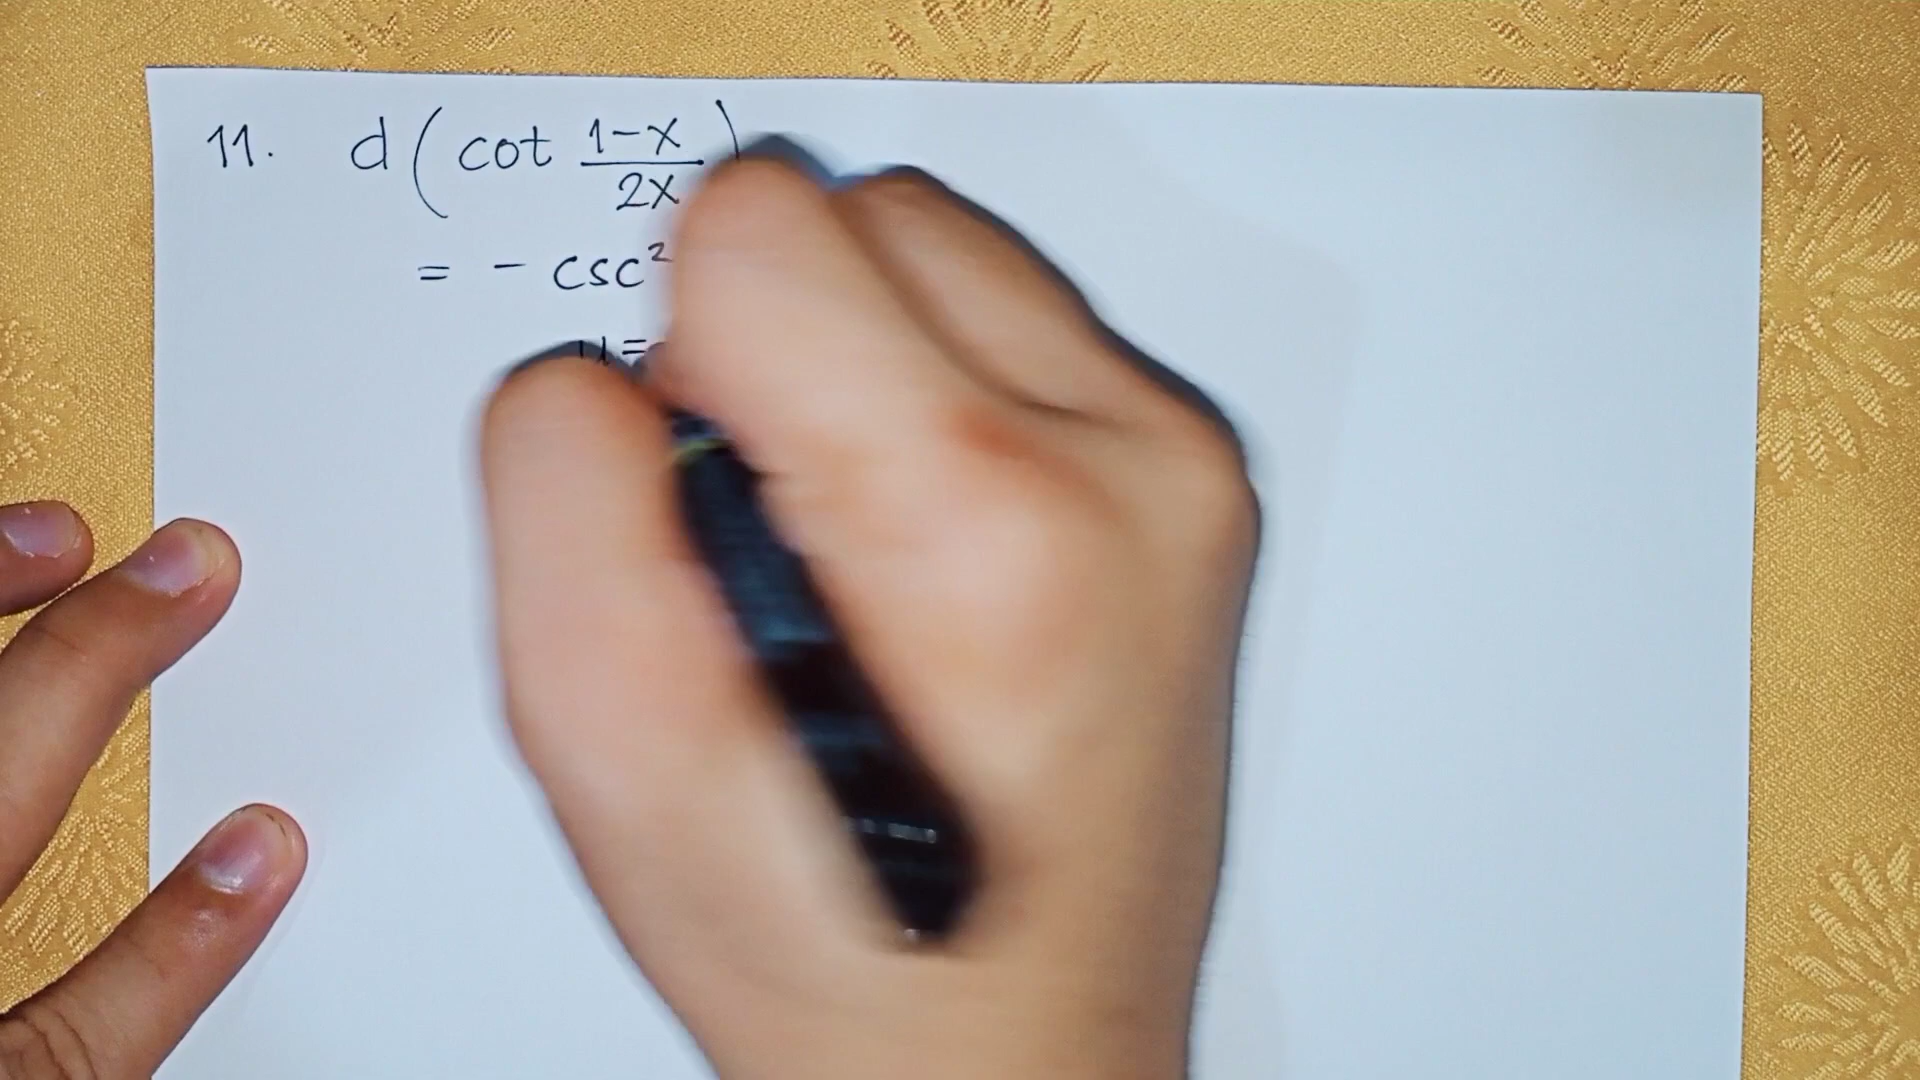 11. d(cot (1-x)/(2x))
= - csc²
u =